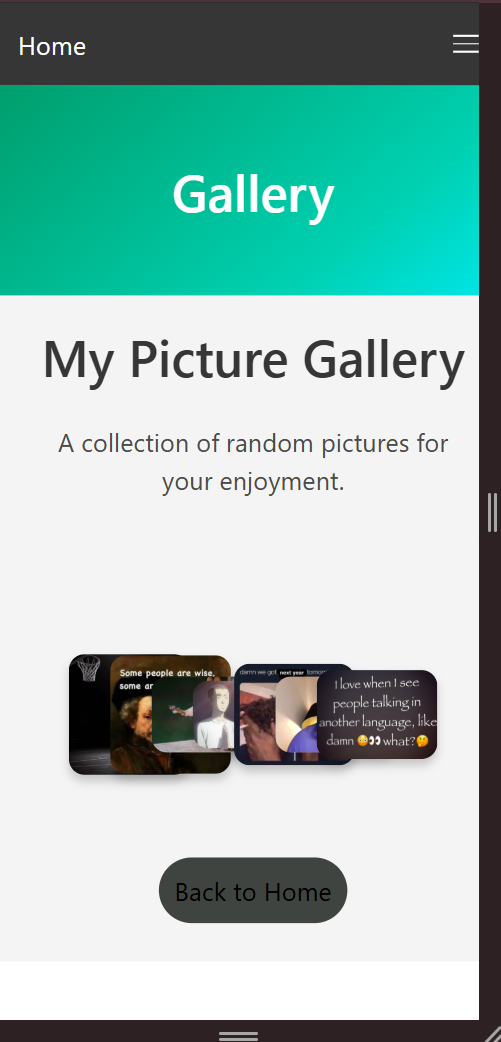 Home
Gallery
My Picture Gallery
A collection of random pictures for
your enjoyment.
Some people are wise,
some ar
damn we got next year tomor
I love when I see
people talking in
another language, like
damn 😳👀 what?🤔
Back to Home